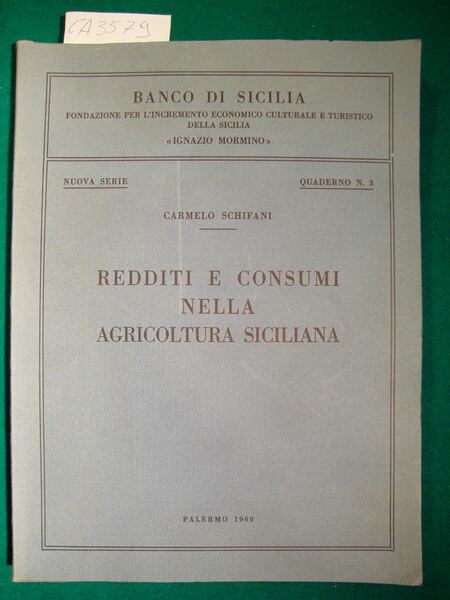 CA3579
BANCO DI SICILIA
FONDAZIONE PER L'INCREMENTO ECONOMICO CULTURALE E TURISTICO
DELLA SICILIA
«IGNAZIO MORMINO»
NUOVA SERIE QUADERNO N. 3
CARMELO SCHIFANI
REDDITI E CONSUMI
NELLA
AGRICOLTURA SICILIANA
PALERMO 1960